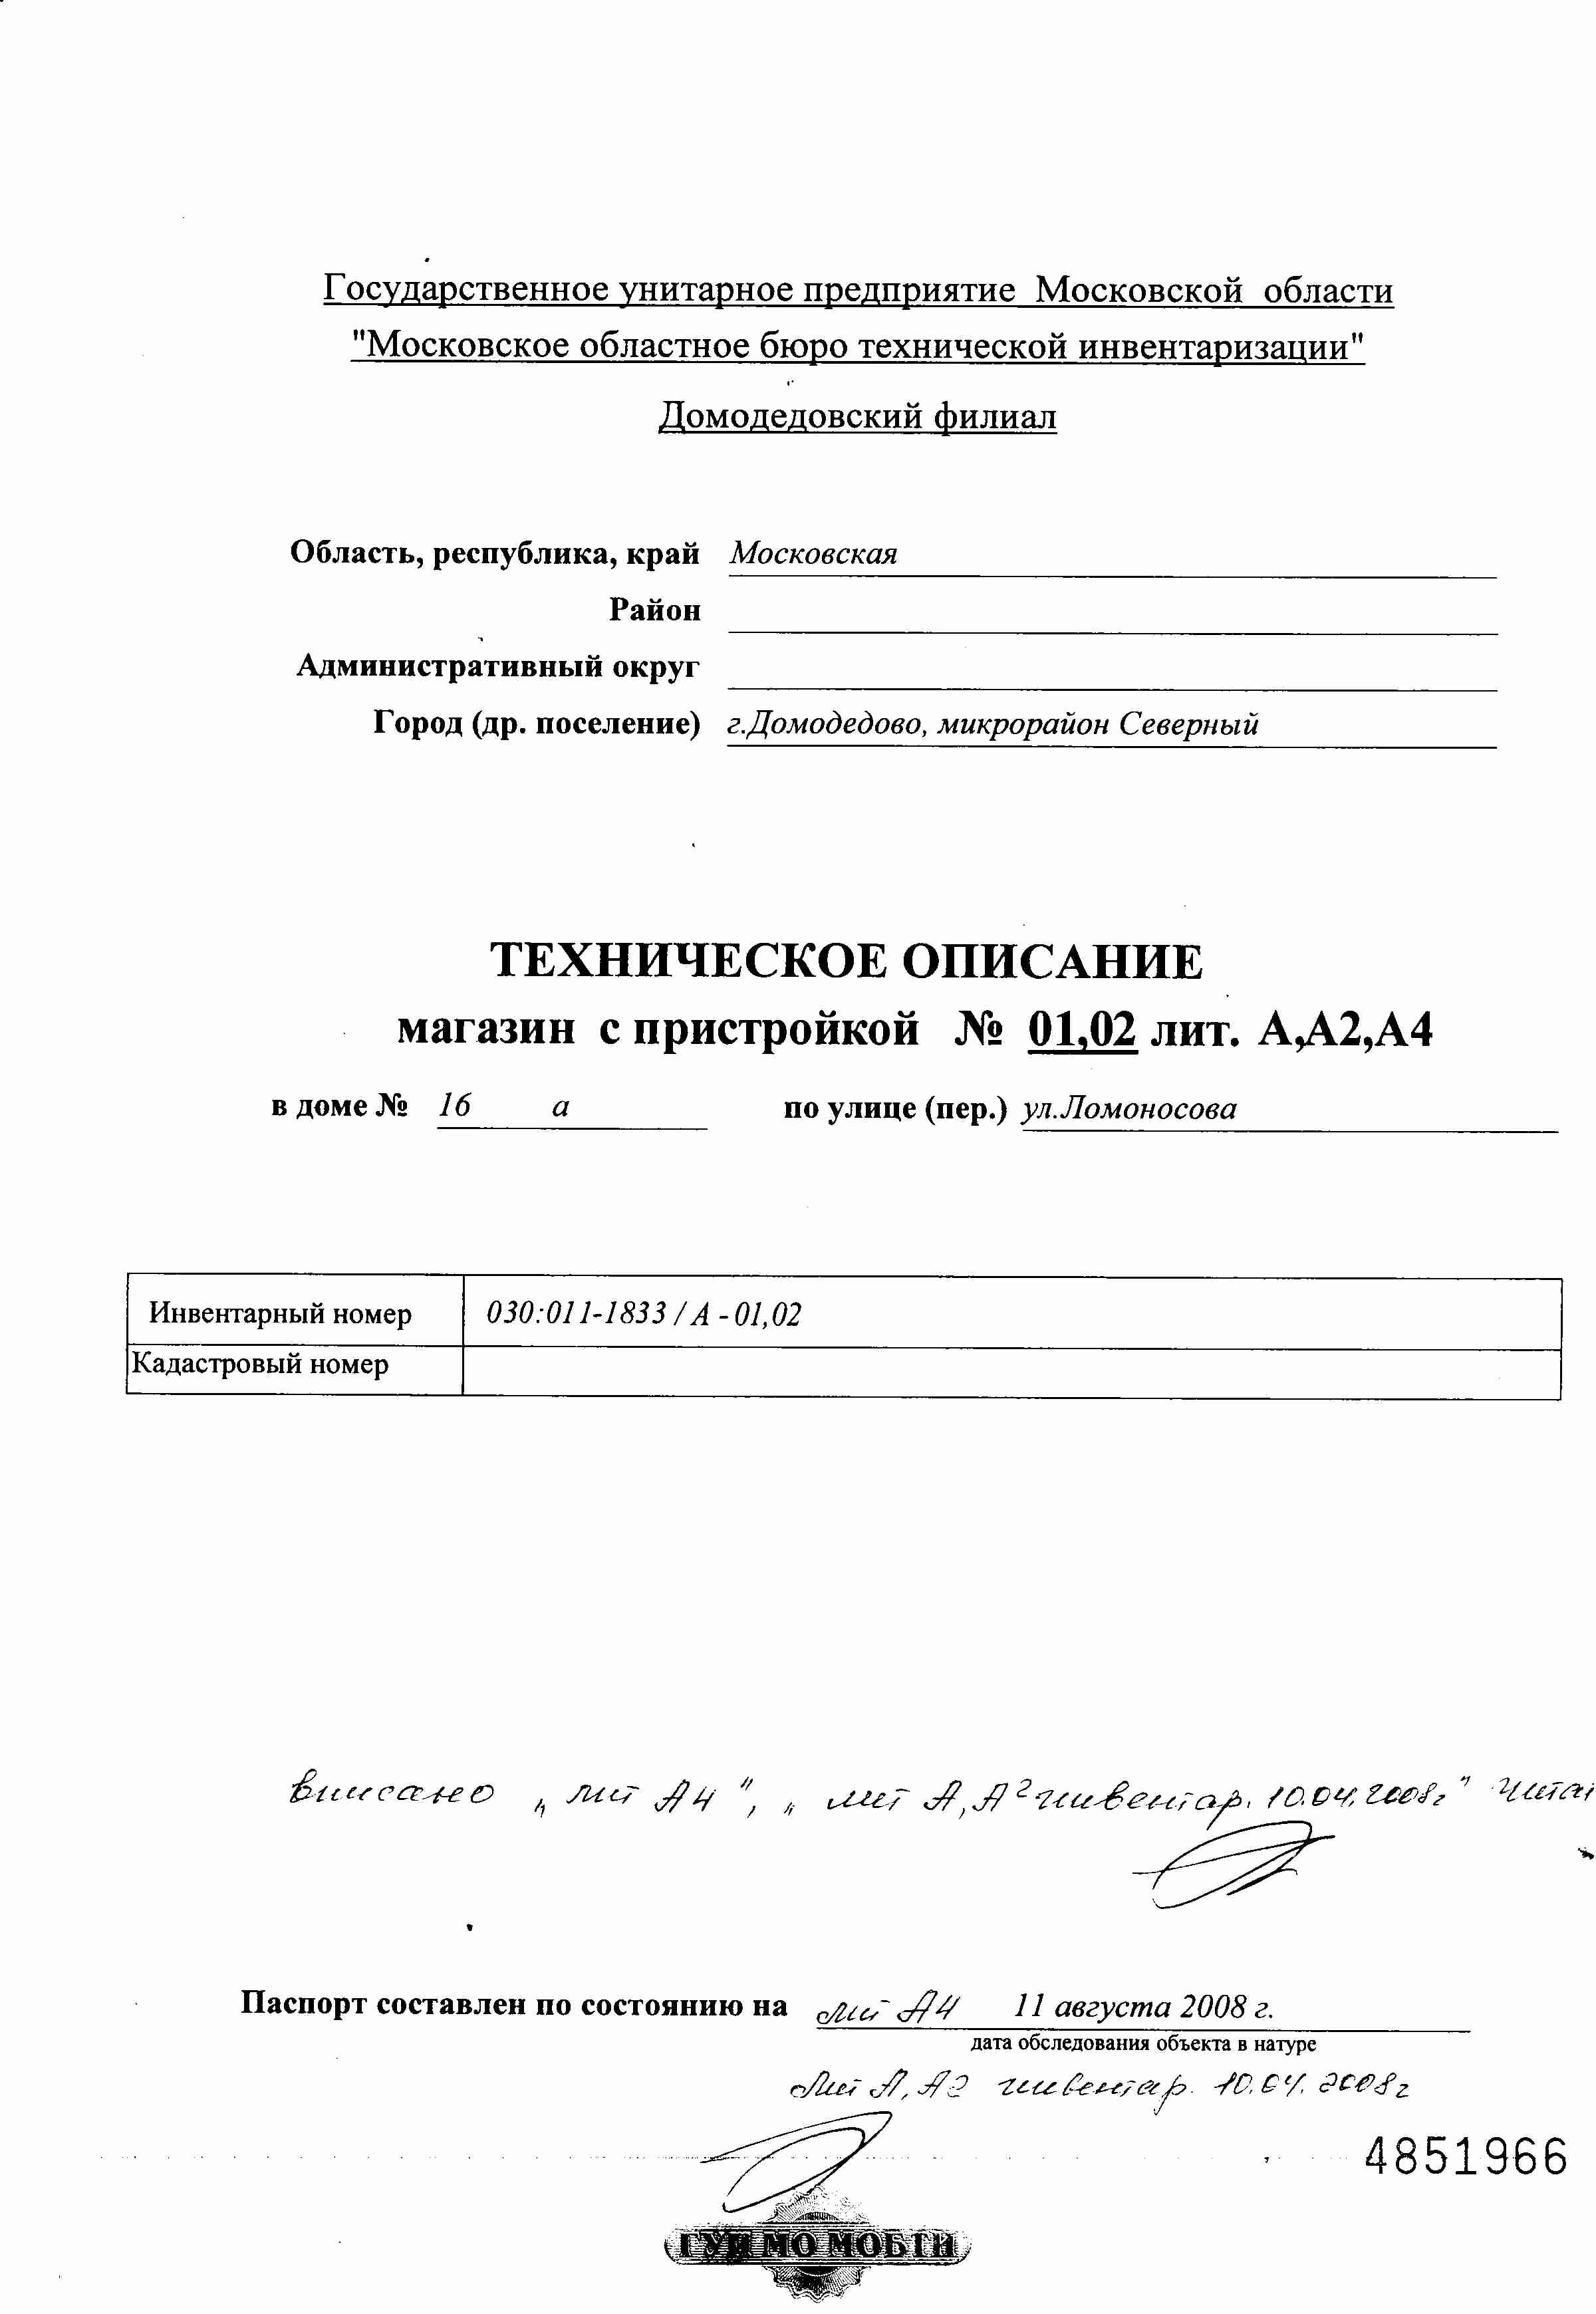 Государственное унитарное предприятие Московской области
"Московское областное бюро технической инвентаризации"
Домодедовский филиал
Область, республика, край Московская
Район
Административный округ
Город (др. поселение) г.Домодедово, микрорайон Северный
ТЕХНИЧЕСКОЕ ОПИСАНИЕ
магазин с пристройкой № 01,02 лит. А,А2,А4
в доме № 16 а по улице (пер.) ул.Ломоносова
Инвентарный номер 030:011-1833 / А - 01,02
Кадастровый номер
вписано „лит А4", „лит А,А2 инвентар. 10.04.2008г" читат
Паспорт составлен по состоянию на лит А4 11 августа 2008 г.
дата обследования объекта в натуре
Лит А, А2 инвентар. 10.04.2008г
4851966
ГУП МО МОБТИ